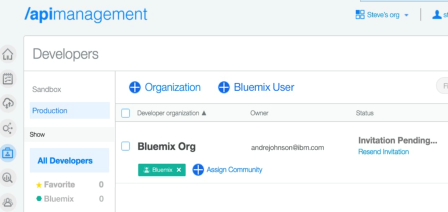 /apimanagement
Steve's org
Developers
Sandbox
Production
Show
All Developers
Favorite 0
Bluemix 0
Organization
Bluemix User
Developer organization ▲ Owner Status
Bluemix Org andrejohnson@ibm.com Invitation Pending...
Resend Invitation
Bluemix ×
Assign Community